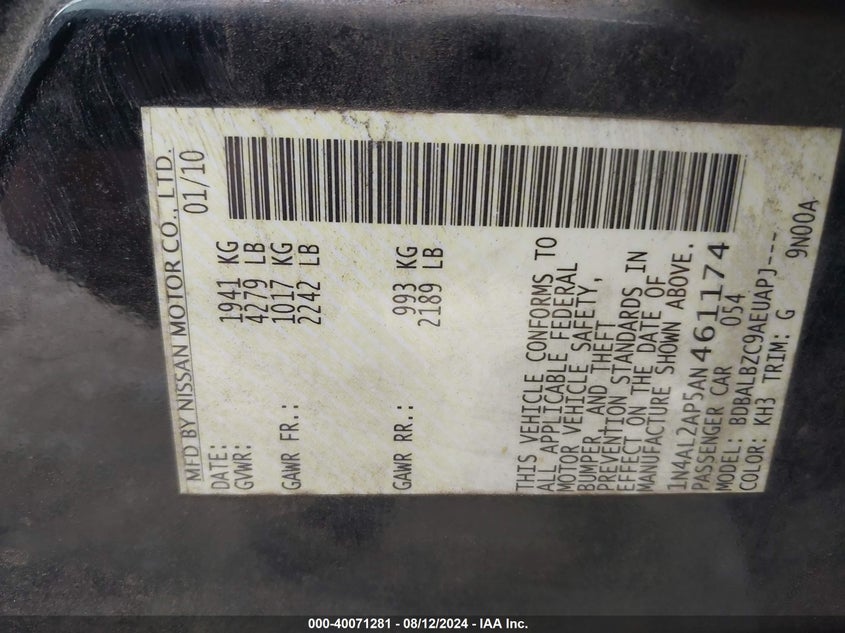 MFD BY NISSAN MOTOR CO., LTD.
DATE: 01/10
GVWR: 1941 KG
4279 LB
GAWR FR.: 1017 KG
2242 LB
GAWR RR.: 993 KG
2189 LB
THIS VEHICLE CONFORMS TO
ALL APPLICABLE FEDERAL
MOTOR VEHICLE SAFETY,
BUMPER, AND THEFT
PREVENTION STANDARDS IN
EFFECT ON THE DATE OF
MANUFACTURE SHOWN ABOVE.
1N4AL2AP5AN461174
PASSENGER CAR 054
MODEL: BDBALBZC9AEUAPJ---
COLOR: KH3 TRIM: G 9N00A
000-40071281 - 08/12/2024 - IAA Inc.